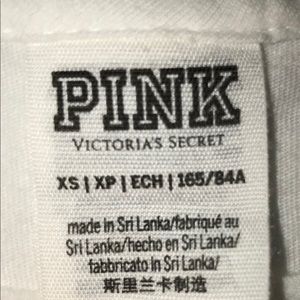 PINK
VICTORIA'S SECRET
XS | XP | ECH | 165/84A
made in Sri Lanka/fabriqué au
Sri Lanka/hecho en Sri Lanka/
fabbricato in Sri Lanka/
斯里兰卡制造